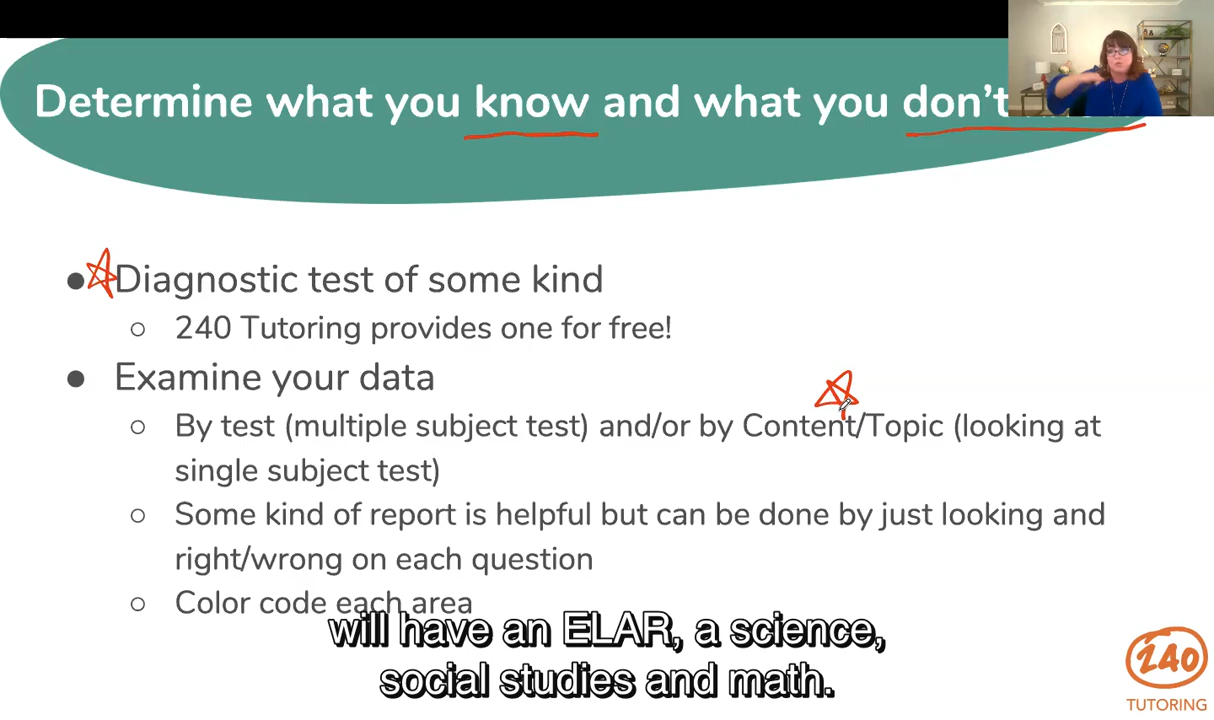 Determine what you know and what you don't
● Diagnostic test of some kind
○ 240 Tutoring provides one for free!
● Examine your data
○ By test (multiple subject test) and/or by Content/Topic (looking at
single subject test)
○ Some kind of report is helpful but can be done by just looking and
right/wrong on each question
○ Color code each area
will have an ELAR, a science,
social studies and math.
240
TUTORING